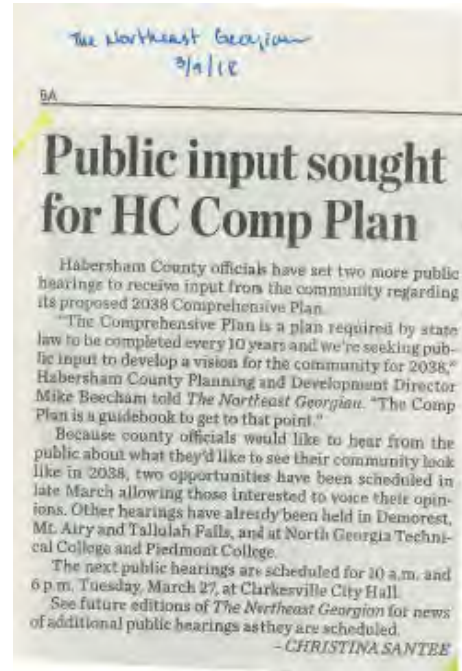 The Northeast Georgian
3/9/18
5A
Public input sought
for HC Comp Plan
Habersham County officials have set two more public
hearings to receive input from the community regarding
its proposed 2038 Comprehensive Plan.
"The Comprehensive Plan is a plan required by state
law to be completed every 10 years and we're seeking pub-
lic input to develop a vision for the community for 2038,"
Habersham County Planning and Development Director
Mike Beecham told The Northeast Georgian. "The Comp
Plan is a guidebook to get to that point."
Because county officials would like to hear from the
public about what they'd like to see their community look
like in 2038, two opportunities have been scheduled in
late March allowing those interested to voice their opin-
ions. Other hearings have already been held in Demorest,
Mt. Airy and Tallulah Falls, and at North Georgia Techni-
cal College and Piedmont College.
The next public hearings are scheduled for 10 a.m. and
6 p.m. Tuesday, March 27, at Clarkesville City Hall.
See future editions of The Northeast Georgian for news
of additional public hearings as they are scheduled.
– CHRISTINA SANTEE